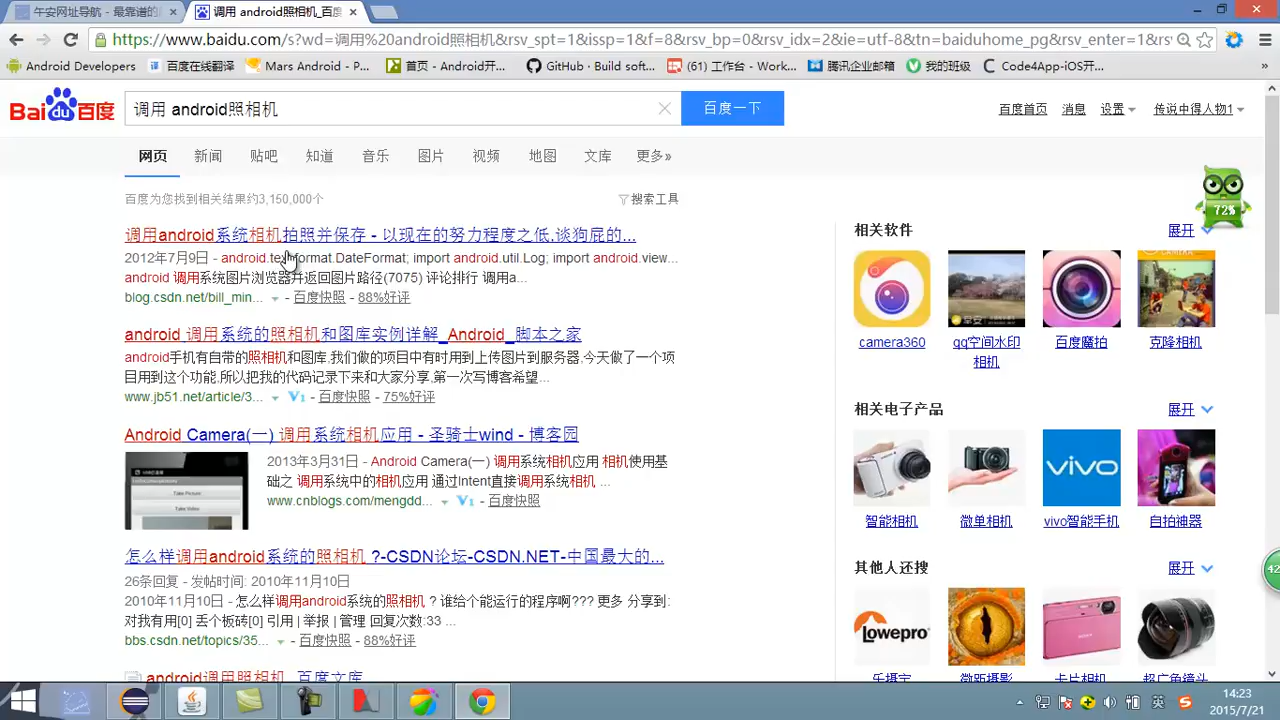 午安网址导航 - 最靠谱的
调用 android照相机_百度
https://www.baidu.com/s?wd=调用%20android照相机&rsv_spt=1&issp=1&f=8&rsv_bp=0&rsv_idx=2&ie=utf-8&tn=baiduhome_pg&rsv_enter=1&rsv
Android Developers 百度在线翻译 Mars Android - P... 首页 - Android开... GitHub · Build soft... (61) 工作台 - Work... 腾讯企业邮箱 我的班级 Code4App-iOS开...
Bai du 百度
调用 android照相机
百度一下
百度首页 消息 设置 传说中得人物1
网页 新闻 贴吧 知道 音乐 图片 视频 地图 文库 更多»
百度为您找到相关结果约3,150,000个
搜索工具
72%
调用android系统相机拍照并保存 - 以现在的努力程度之低,谈狗屁的...
2012年7月9日 - android.text.format.DateFormat; import android.util.Log; import android.view...
android 调用系统图片浏览器并返回图片路径(7075) 评论排行 调用a...
blog.csdn.net/bill_min... - 百度快照 - 88%好评
android 调用系统的照相机和图库实例详解_Android_脚本之家
android手机有自带的照相机和图库,我们做的项目中有时用到上传图片到服务器,今天做了一个项
目用到这个功能,所以把我的代码记录下来和大家分享,第一次写博客希望...
www.jb51.net/article/3... V1 - 百度快照 - 75%好评
Android Camera(一) 调用系统相机应用 - 圣骑士wind - 博客园
Take Picture
Take Video
2013年3月31日 - Android Camera(一) 调用系统相机应用 相机使用基
础之 调用系统中的相机应用 通过Intent直接调用系统相机 ...
www.cnblogs.com/mengdd... V1 - 百度快照
怎么样调用android系统的照相机 ?-CSDN论坛-CSDN.NET-中国最大的...
26条回复 - 发帖时间: 2010年11月10日
2010年11月10日 - 怎么样调用android系统的照相机 ? 谁给个能运行的程序啊??? 更多 分享到:
对我有用[0] 丢个板砖[0] 引用 | 举报 | 管理 回复次数:33 ...
bbs.csdn.net/topics/35... - 百度快照 - 88%好评
android调用照相机_百度文库
相关软件 展开
camera360 qq空间水印相机 百度魔拍 克隆相机
相关电子产品 展开
vivo
智能相机 微单相机 vivo智能手机 自拍神器
其他人还搜 展开
42
Lowepro
乐摄宝 微距摄影 卡片相机 超广角镜头
英
14:23
2015/7/21